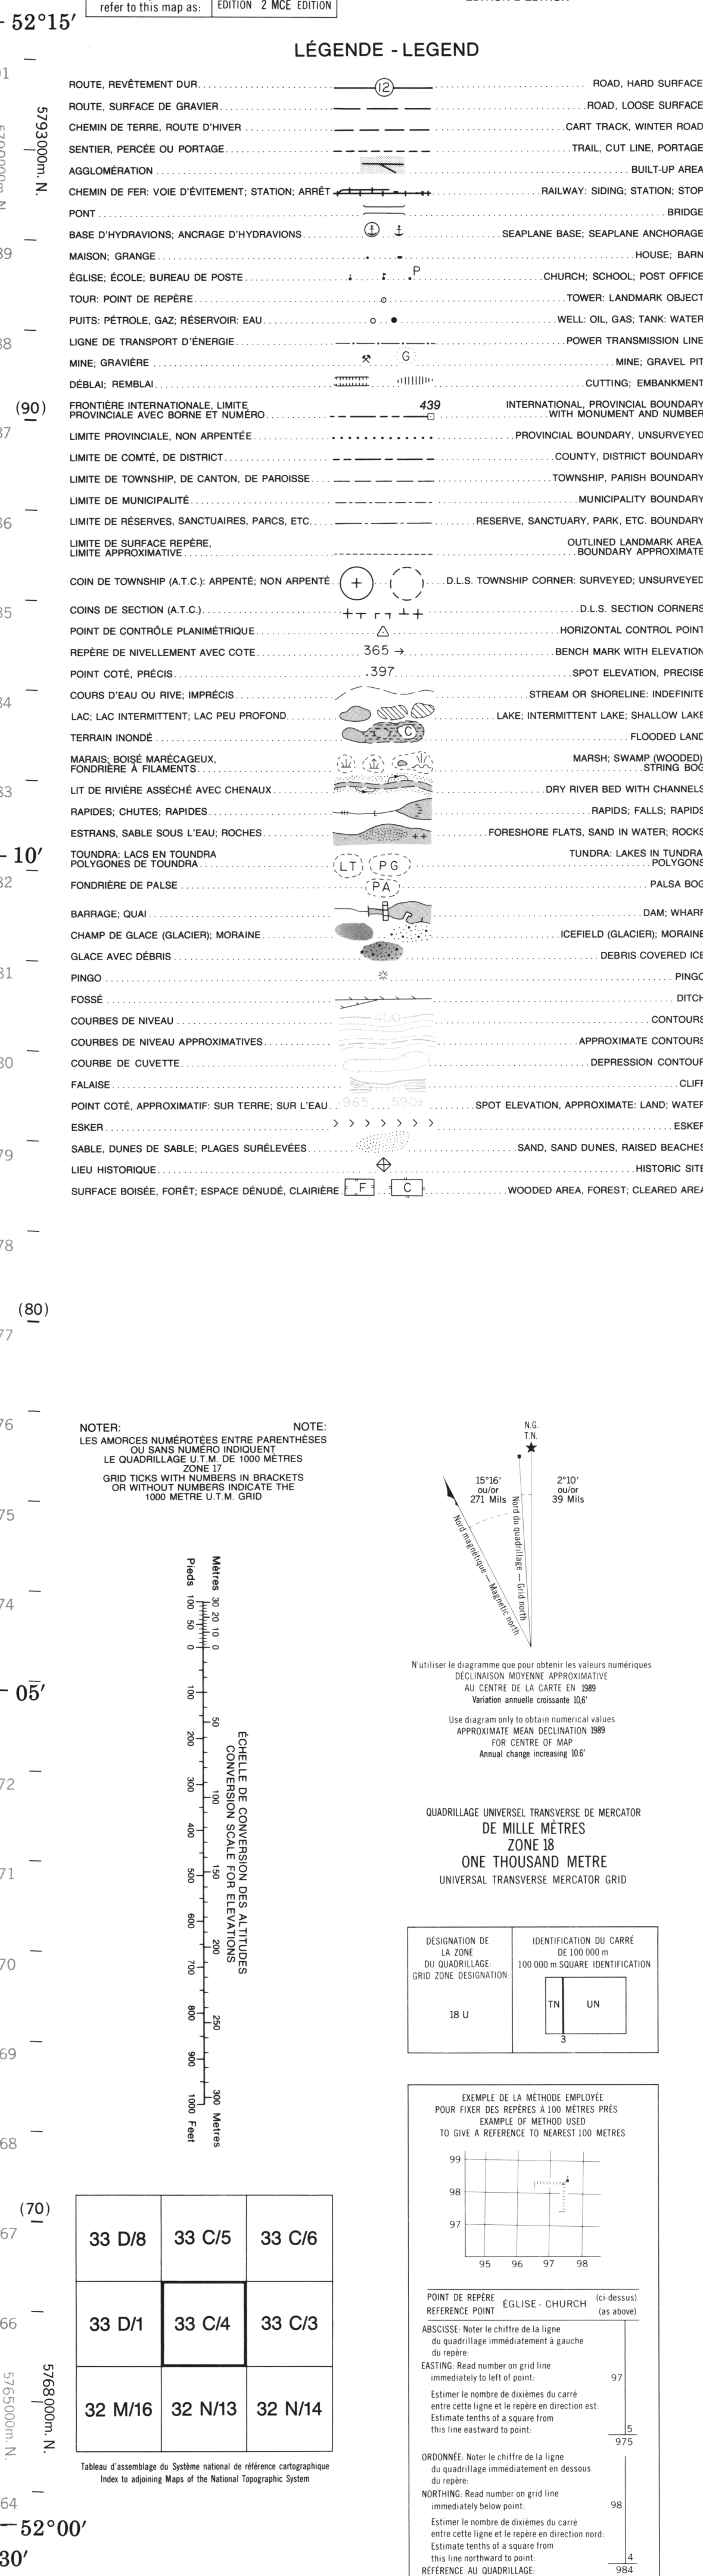 refer to this map as:
EDITION 2 MCE EDITION
52°15′
LÉGENDE - LEGEND
ROUTE, REVÊTEMENT DUR 12 ROAD, HARD SURFACE
ROUTE, SURFACE DE GRAVIER ROAD, LOOSE SURFACE
CHEMIN DE TERRE, ROUTE D'HIVER CART TRACK, WINTER ROAD
SENTIER, PERCÉE OU PORTAGE TRAIL, CUT LINE, PORTAGE
AGGLOMÉRATION BUILT-UP AREA
CHEMIN DE FER: VOIE D'ÉVITEMENT; STATION; ARRÊT RAILWAY: SIDING; STATION; STOP
PONT BRIDGE
BASE D'HYDRAVIONS; ANCRAGE D'HYDRAVIONS SEAPLANE BASE; SEAPLANE ANCHORAGE
MAISON; GRANGE HOUSE; BARN
ÉGLISE; ÉCOLE; BUREAU DE POSTE P CHURCH; SCHOOL; POST OFFICE
TOUR: POINT DE REPÈRE TOWER: LANDMARK OBJECT
PUITS: PÉTROLE, GAZ; RÉSERVOIR: EAU WELL: OIL, GAS; TANK: WATER
LIGNE DE TRANSPORT D'ÉNERGIE POWER TRANSMISSION LINE
MINE; GRAVIÈRE G MINE; GRAVEL PIT
DÉBLAI; REMBLAI CUTTING; EMBANKMENT
FRONTIÈRE INTERNATIONALE, LIMITE 439 INTERNATIONAL, PROVINCIAL BOUNDARY
PROVINCIALE AVEC BORNE ET NUMÉRO WITH MONUMENT AND NUMBER
LIMITE PROVINCIALE, NON ARPENTÉE PROVINCIAL BOUNDARY, UNSURVEYED
LIMITE DE COMTÉ, DE DISTRICT COUNTY, DISTRICT BOUNDARY
LIMITE DE TOWNSHIP, DE CANTON, DE PAROISSE TOWNSHIP, PARISH BOUNDARY
LIMITE DE MUNICIPALITÉ MUNICIPALITY BOUNDARY
LIMITE DE RÉSERVES, SANCTUAIRES, PARCS, ETC. RESERVE, SANCTUARY, PARK, ETC. BOUNDARY
LIMITE DE SURFACE REPÈRE, OUTLINED LANDMARK AREA
LIMITE APPROXIMATIVE BOUNDARY APPROXIMATE
COIN DE TOWNSHIP (A.T.C.): ARPENTÉ; NON ARPENTÉ D.L.S. TOWNSHIP CORNER: SURVEYED; UNSURVEYED
COINS DE SECTION (A.T.C.) D.L.S. SECTION CORNERS
POINT DE CONTRÔLE PLANIMÉTRIQUE HORIZONTAL CONTROL POINT
REPÈRE DE NIVELLEMENT AVEC COTE 365 → BENCH MARK WITH ELEVATION
POINT COTÉ, PRÉCIS .397 SPOT ELEVATION, PRECISE
COURS D'EAU OU RIVE; IMPRÉCIS STREAM OR SHORELINE: INDEFINITE
LAC; LAC INTERMITTENT; LAC PEU PROFOND LAKE; INTERMITTENT LAKE; SHALLOW LAKE
TERRAIN INONDÉ C FLOODED LAND
MARAIS; BOISÉ MARÉCAGEUX, MARSH; SWAMP (WOODED)
FONDRIÈRE À FILAMENTS STRING BOG
LIT DE RIVIÈRE ASSÉCHÉ AVEC CHENAUX DRY RIVER BED WITH CHANNELS
RAPIDES; CHUTES; RAPIDES RAPIDS; FALLS; RAPIDS
ESTRANS, SABLE SOUS L'EAU; ROCHES FORESHORE FLATS, SAND IN WATER; ROCKS
TOUNDRA: LACS EN TOUNDRA TUNDRA: LAKES IN TUNDRA
POLYGONES DE TOUNDRA LT PG POLYGONS
FONDRIÈRE DE PALSE PA PALSA BOG
BARRAGE; QUAI DAM; WHARF
CHAMP DE GLACE (GLACIER); MORAINE ICEFIELD (GLACIER); MORAINE
GLACE AVEC DÉBRIS DEBRIS COVERED ICE
PINGO PINGO
FOSSÉ DITCH
COURBES DE NIVEAU 400 CONTOURS
COURBES DE NIVEAU APPROXIMATIVES APPROXIMATE CONTOURS
COURBE DE CUVETTE DEPRESSION CONTOUR
FALAISE CLIFF
POINT COTÉ, APPROXIMATIF: SUR TERRE; SUR L'EAU .965 590± SPOT ELEVATION, APPROXIMATE: LAND; WATER
ESKER ESKER
SABLE, DUNES DE SABLE; PLAGES SURÉLEVÉES SAND, SAND DUNES, RAISED BEACHES
LIEU HISTORIQUE HISTORIC SITE
SURFACE BOISÉE, FORÊT; ESPACE DÉNUDÉ, CLAIRIÈRE F C WOODED AREA, FOREST; CLEARED AREA
5793000m. N.
(90)
10′
(80)
05′
(70)
5768000m. N.
5765000m. N.
52°00′
30′
NOTER: NOTE:
LES AMORCES NUMÉROTÉES ENTRE PARENTHÈSES
OU SANS NUMÉRO INDIQUENT
LE QUADRILLAGE U.T.M. DE 1000 MÈTRES
ZONE 17
GRID TICKS WITH NUMBERS IN BRACKETS
OR WITHOUT NUMBERS INDICATE THE
1000 METRE U.T.M. GRID
N.G.
T.N.
15°16′ 2°10′
ou/or ou/or
271 Mils 39 Mils
Nord magnétique — Magnetic north
Nord du quadrillage — Grid north
N'utiliser le diagramme que pour obtenir les valeurs numériques
DÉCLINAISON MOYENNE APPROXIMATIVE
AU CENTRE DE LA CARTE EN 1989
Variation annuelle croissante 10,6′
Use diagram only to obtain numerical values
APPROXIMATE MEAN DECLINATION 1989
FOR CENTRE OF MAP
Annual change increasing 10.6′
ÉCHELLE DE CONVERSION DES ALTITUDES
CONVERSION SCALE FOR ELEVATIONS
Mètres 30 20 10 0 50 100 150 200 250 300 Metres
Pieds 100 50 0 100 200 300 400 500 600 700 800 900 1000 Feet
QUADRILLAGE UNIVERSEL TRANSVERSE DE MERCATOR
DE MILLE MÈTRES
ZONE 18
ONE THOUSAND METRE
UNIVERSAL TRANSVERSE MERCATOR GRID
DÉSIGNATION DE
LA ZONE
DU QUADRILLAGE:
GRID ZONE DESIGNATION:
18 U
IDENTIFICATION DU CARRÉ
DE 100 000 m
100 000 m SQUARE IDENTIFICATION
TN UN
3
EXEMPLE DE LA MÉTHODE EMPLOYÉE
POUR FIXER DES REPÈRES À 100 MÈTRES PRÈS
EXAMPLE OF METHOD USED
TO GIVE A REFERENCE TO NEAREST 100 METRES
99
98
97
95 96 97 98
POINT DE REPÈRE
REFERENCE POINT
ÉGLISE - CHURCH
(ci-dessus)
(as above)
ABSCISSE: Noter le chiffre de la ligne
du quadrillage immédiatement à gauche
du repère:
EASTING: Read number on grid line
immediately to left of point: 97
Estimer le nombre de dixièmes du carré
entre cette ligne et le repère en direction est:
Estimate tenths of a square from
this line eastward to point: 5
975
ORDONNÉE: Noter le chiffre de la ligne
du quadrillage immédiatement en dessous
du repère:
NORTHING: Read number on grid line
immediately below point: 98
Estimer le nombre de dixièmes du carré
entre cette ligne et le repère en direction nord:
Estimate tenths of a square from
this line northward to point: 4
RÉFÉRENCE AU QUADRILLAGE: 984
33 D/8 33 C/5 33 C/6
33 D/1 33 C/4 33 C/3
32 M/16 32 N/13 32 N/14
Tableau d'assemblage du Système national de référence cartographique
Index to adjoining Maps of the National Topographic System